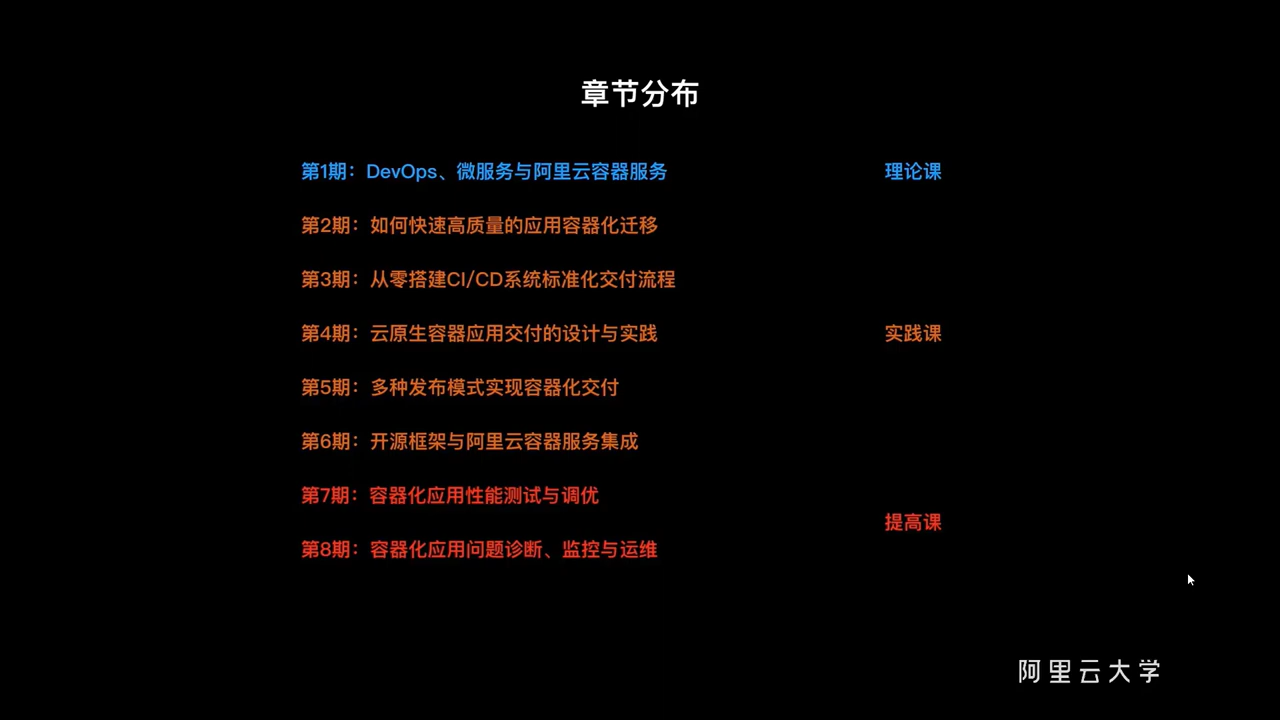 章节分布
第1期：DevOps、微服务与阿里云容器服务 理论课
第2期：如何快速高质量的应用容器化迁移
第3期：从零搭建CI/CD系统标准化交付流程
第4期：云原生容器应用交付的设计与实践 实践课
第5期：多种发布模式实现容器化交付
第6期：开源框架与阿里云容器服务集成
第7期：容器化应用性能测试与调优
提高课
第8期：容器化应用问题诊断、监控与运维
阿里云大学